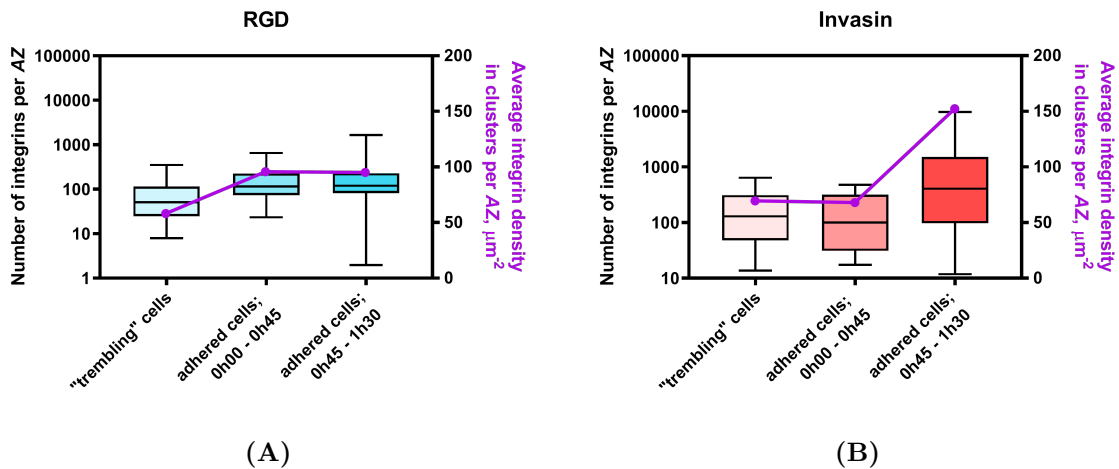 RGD
Number of integrins per AZ
100000
10000
1000
100
10
1
200
150
100
50
0
Average integrin density
in clusters per AZ, μm-2
"trembling" cells
adhered cells;
0h00 - 0h45
adhered cells;
0h45 - 1h30
(A)
Invasin
Number of integrins per AZ
100000
10000
1000
100
10
200
150
100
50
0
Average integrin density
in clusters per AZ, μm-2
"trembling" cells
adhered cells;
0h00 - 0h45
adhered cells;
0h45 - 1h30
(B)